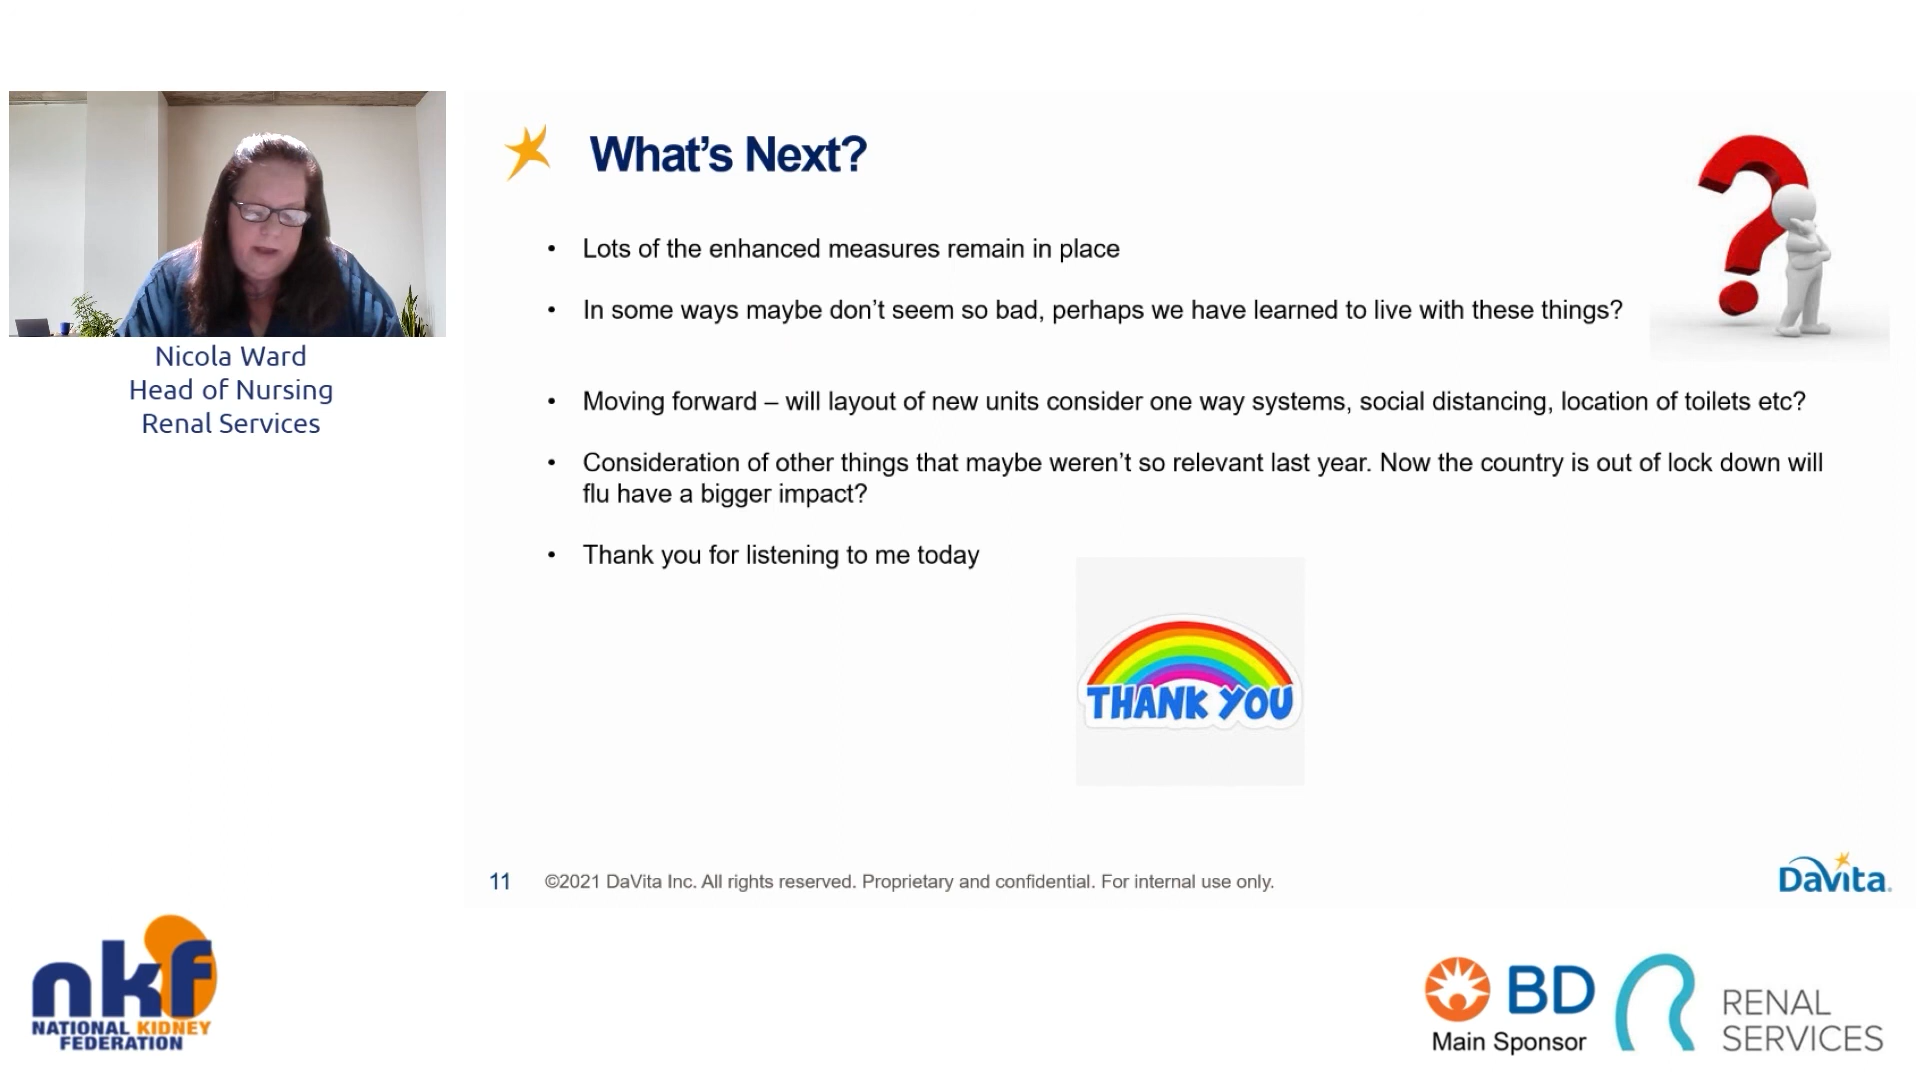 Nicola Ward
Head of Nursing
Renal Services
What's Next?
• Lots of the enhanced measures remain in place
• In some ways maybe don't seem so bad, perhaps we have learned to live with these things?
• Moving forward – will layout of new units consider one way systems, social distancing, location of toilets etc?
• Consideration of other things that maybe weren't so relevant last year. Now the country is out of lock down will
flu have a bigger impact?
• Thank you for listening to me today
THANK YOU
11 ©2021 DaVita Inc. All rights reserved. Proprietary and confidential. For internal use only.
DaVita.
nkf
NATIONAL KIDNEY
FEDERATION
BD
Main Sponsor
RENAL
SERVICES